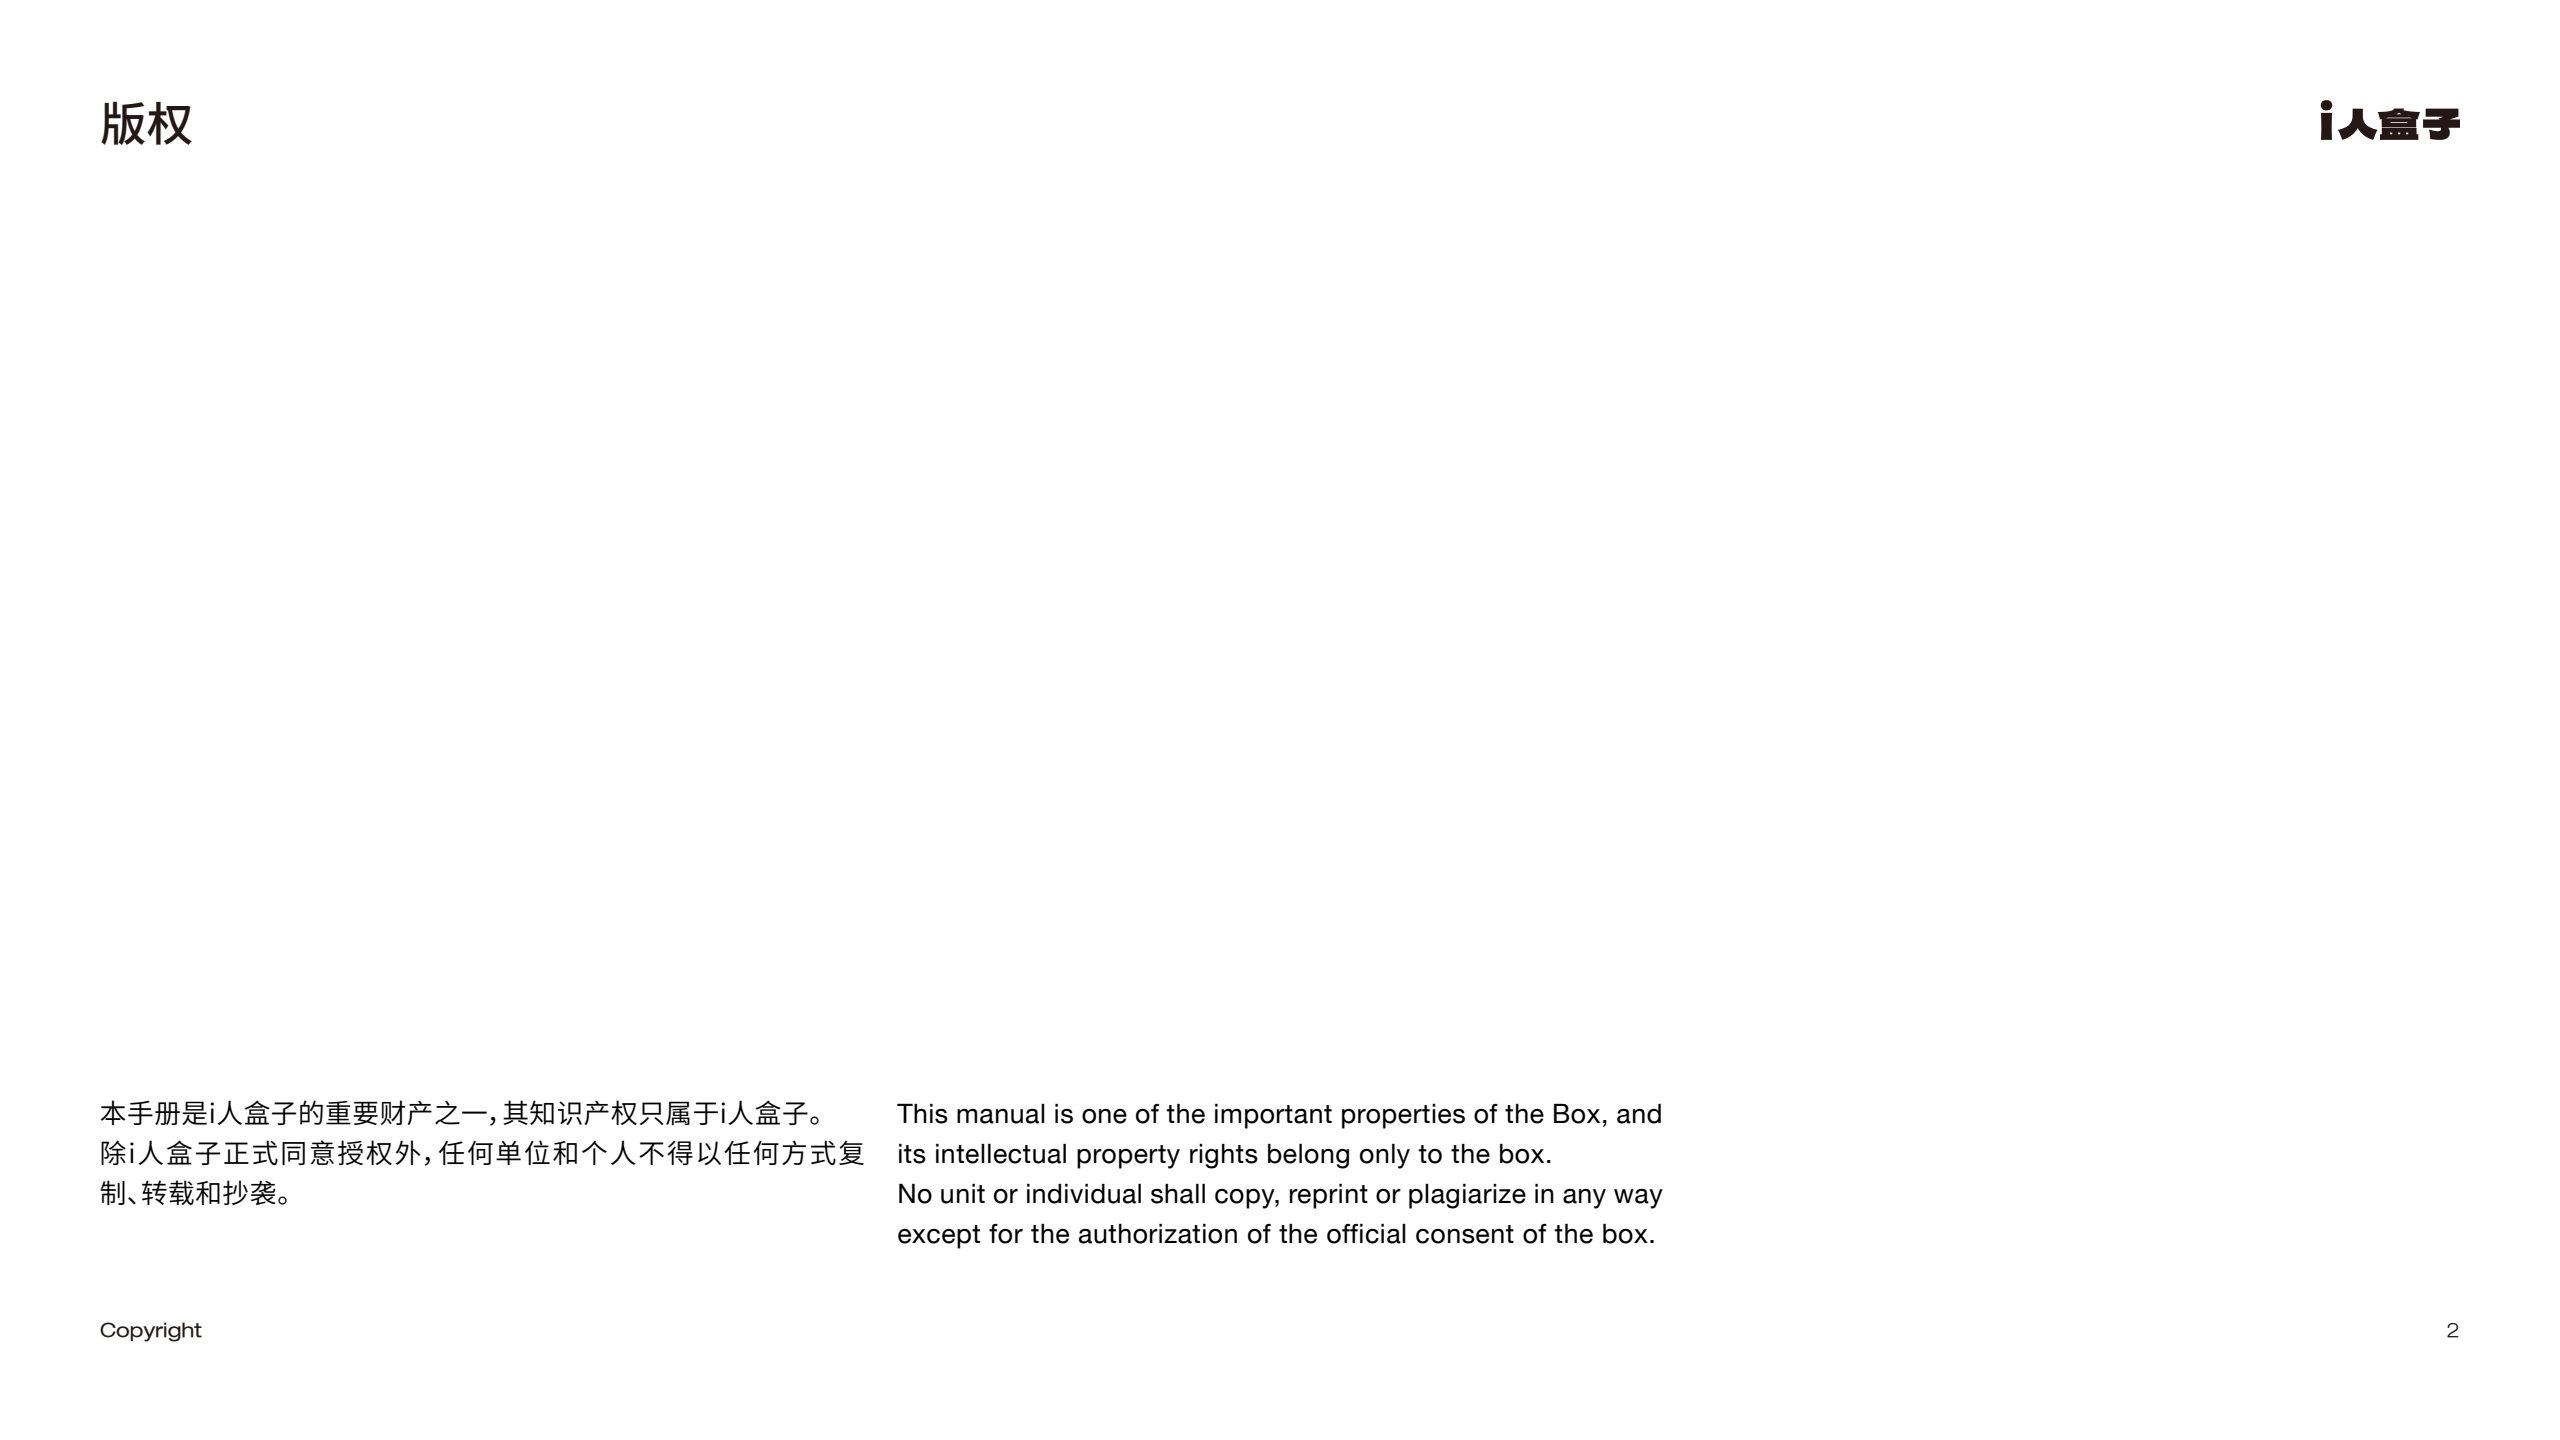 版权
i人盒子
本手册是i人盒子的重要财产之一，其知识产权只属于i人盒子。
除i人盒子正式同意授权外，任何单位和个人不得以任何方式复
制、转载和抄袭。
This manual is one of the important properties of the Box, and
its intellectual property rights belong only to the box.
No unit or individual shall copy, reprint or plagiarize in any way
except for the authorization of the official consent of the box.
Copyright
2